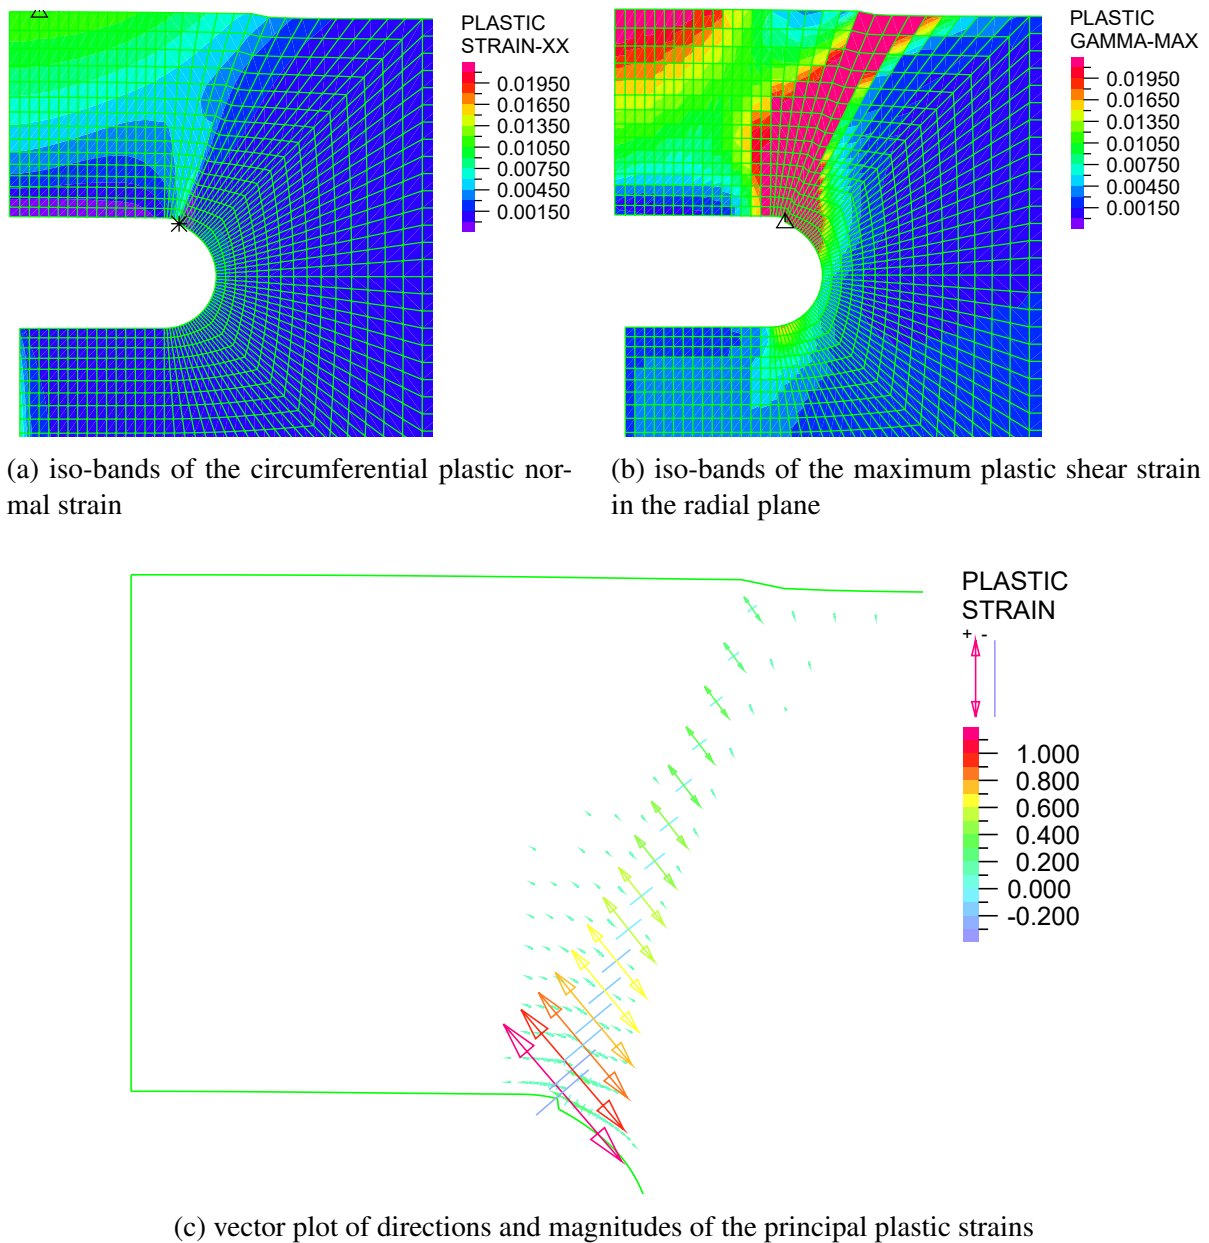 PLASTIC
STRAIN-XX
0.01950
0.01650
0.01350
0.01050
0.00750
0.00450
0.00150
PLASTIC
GAMMA-MAX
0.01950
0.01650
0.01350
0.01050
0.00750
0.00450
0.00150
(a) iso-bands of the circumferential plastic nor-
mal strain
(b) iso-bands of the maximum plastic shear strain
in the radial plane
PLASTIC
STRAIN
+ -
1.000
0.800
0.600
0.400
0.200
0.000
-0.200
(c) vector plot of directions and magnitudes of the principal plastic strains